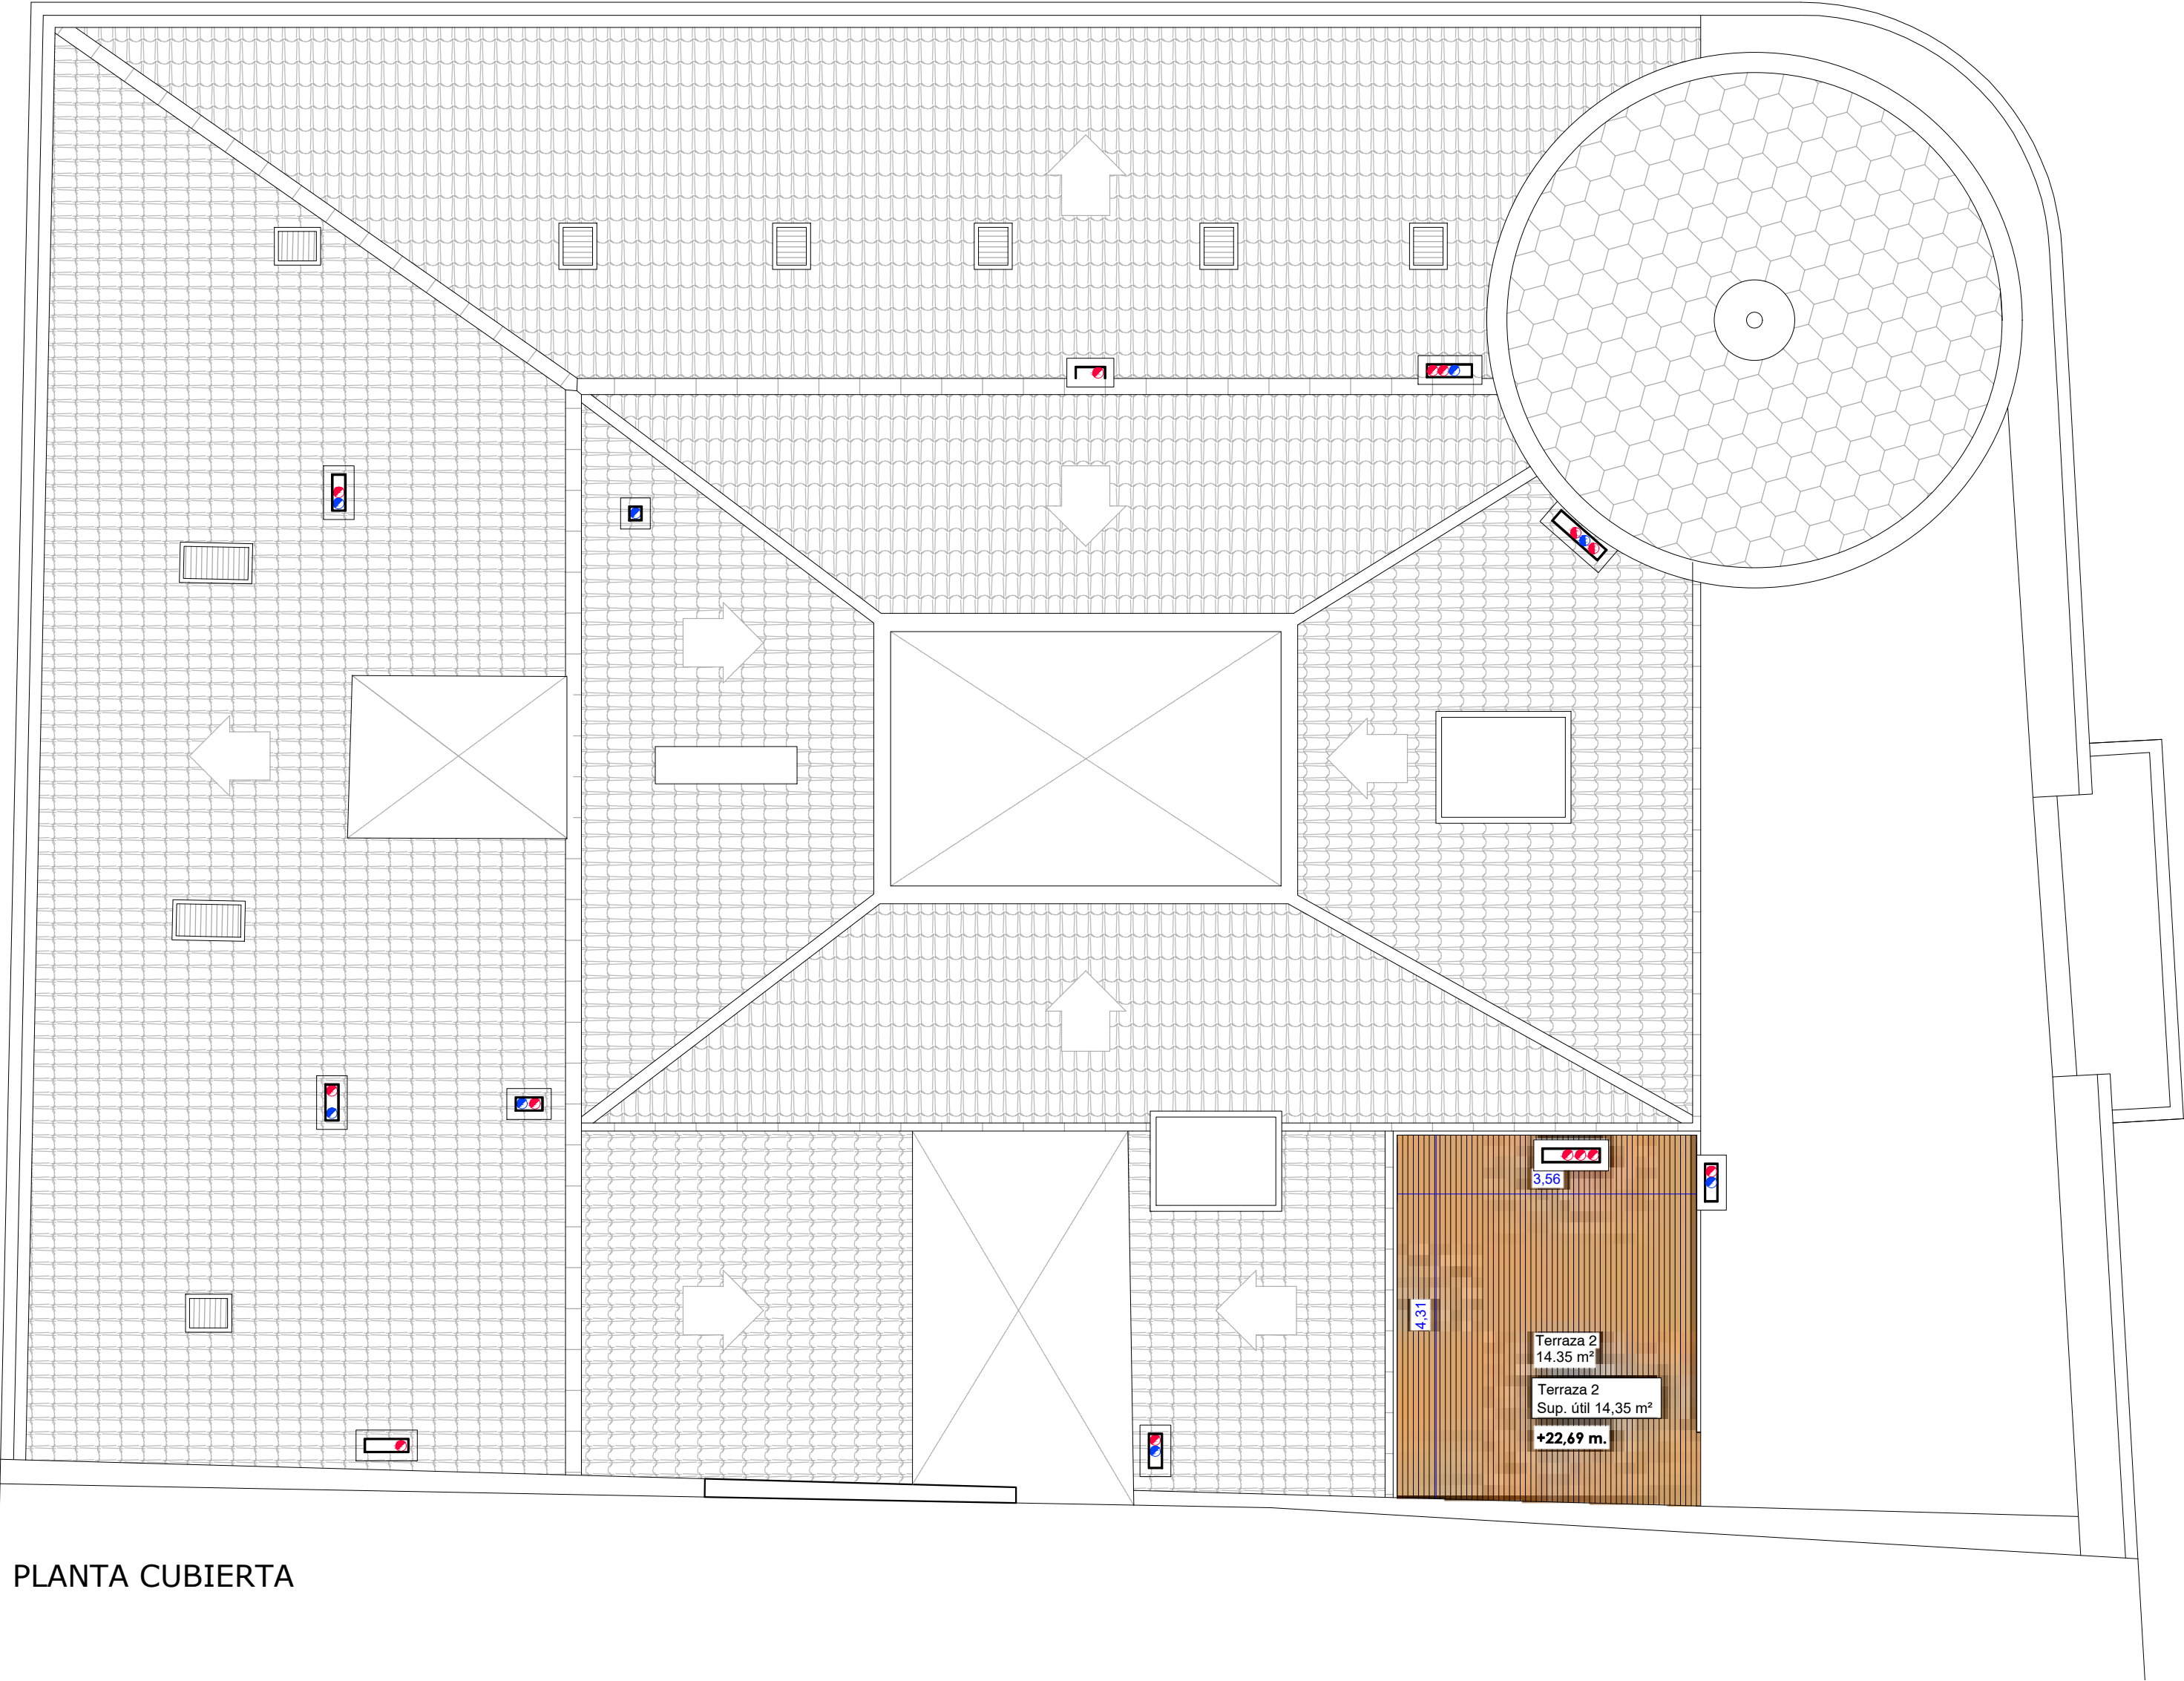 3,56
4,31
Terraza 2
14.35 m²
Terraza 2
Sup. útil 14,35 m²
+22,69 m.
PLANTA CUBIERTA